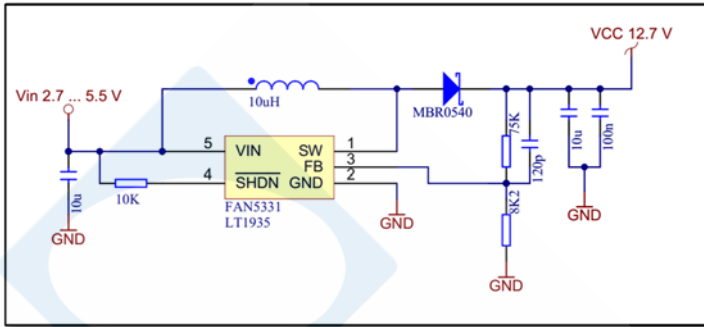 VCC 12.7 V
Vin 2.7 ... 5.5 V
10uH
MBR0540
75K
120p
10u
100n
5
VIN
SW
1
FB
3
4
SHDN
GND
2
10u
10K
FAN5331
LT1935
8K2
GND
GND
GND
GND